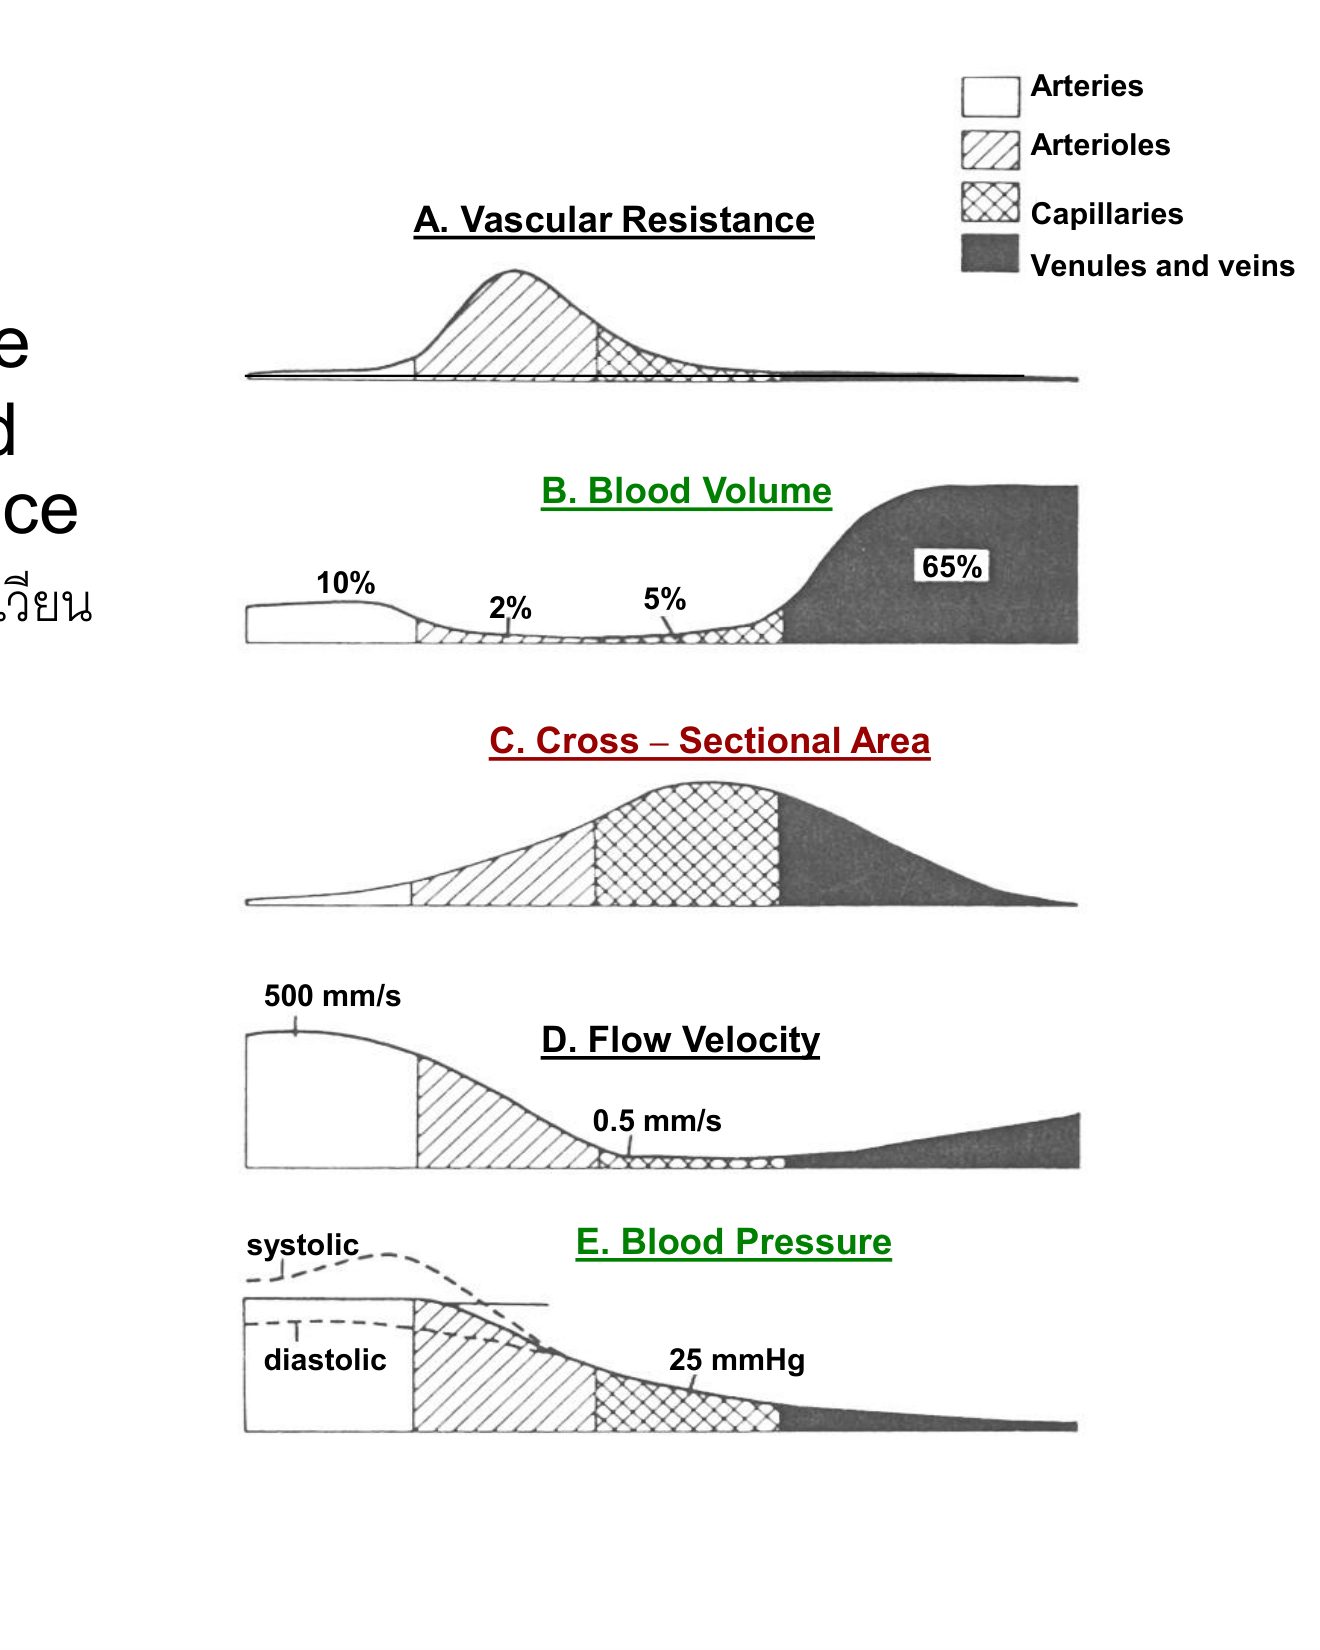 Arteries
Arterioles
Capillaries
Venules and veins
A. Vascular Resistance
B. Blood Volume
10%
2%
5%
65%
C. Cross – Sectional Area
500 mm/s
D. Flow Velocity
0.5 mm/s
systolic
E. Blood Pressure
diastolic
25 mmHg